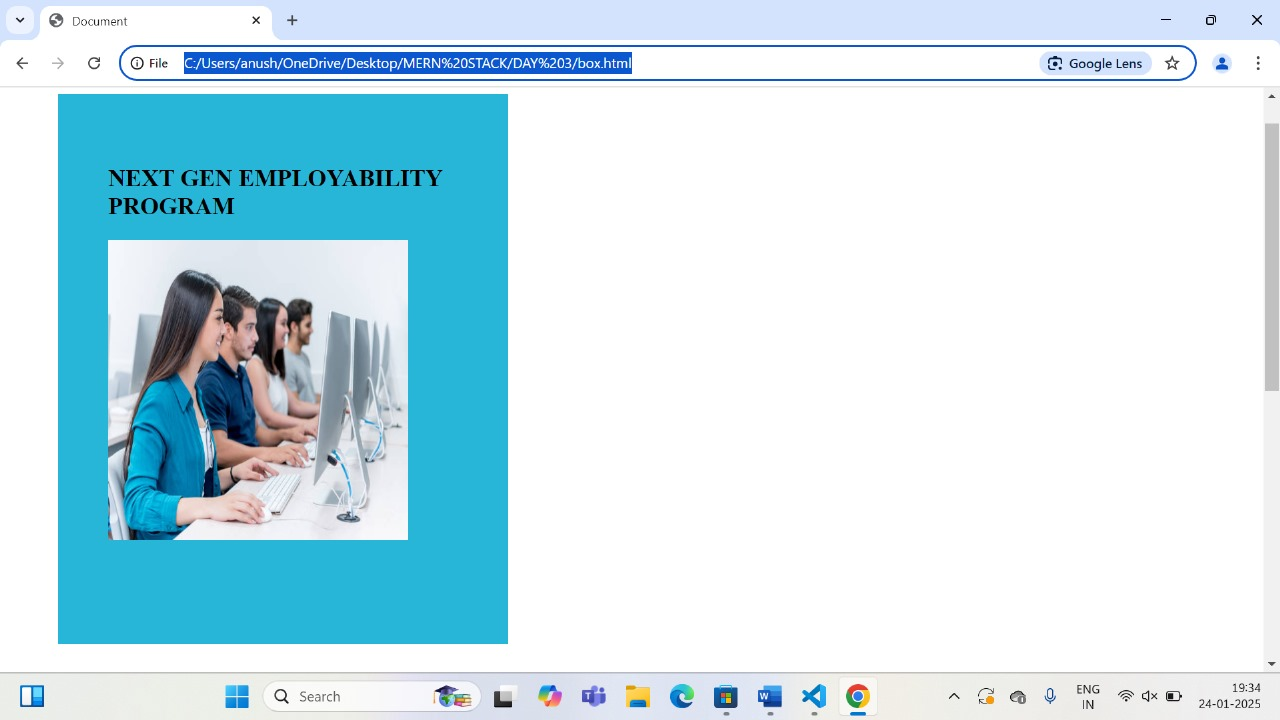 Document
File
C:/Users/anush/OneDrive/Desktop/MERN%20STACK/DAY%203/box.html
Google Lens
NEXT GEN EMPLOYABILITY
PROGRAM
Search
ENG
IN
19:34
24-01-2025